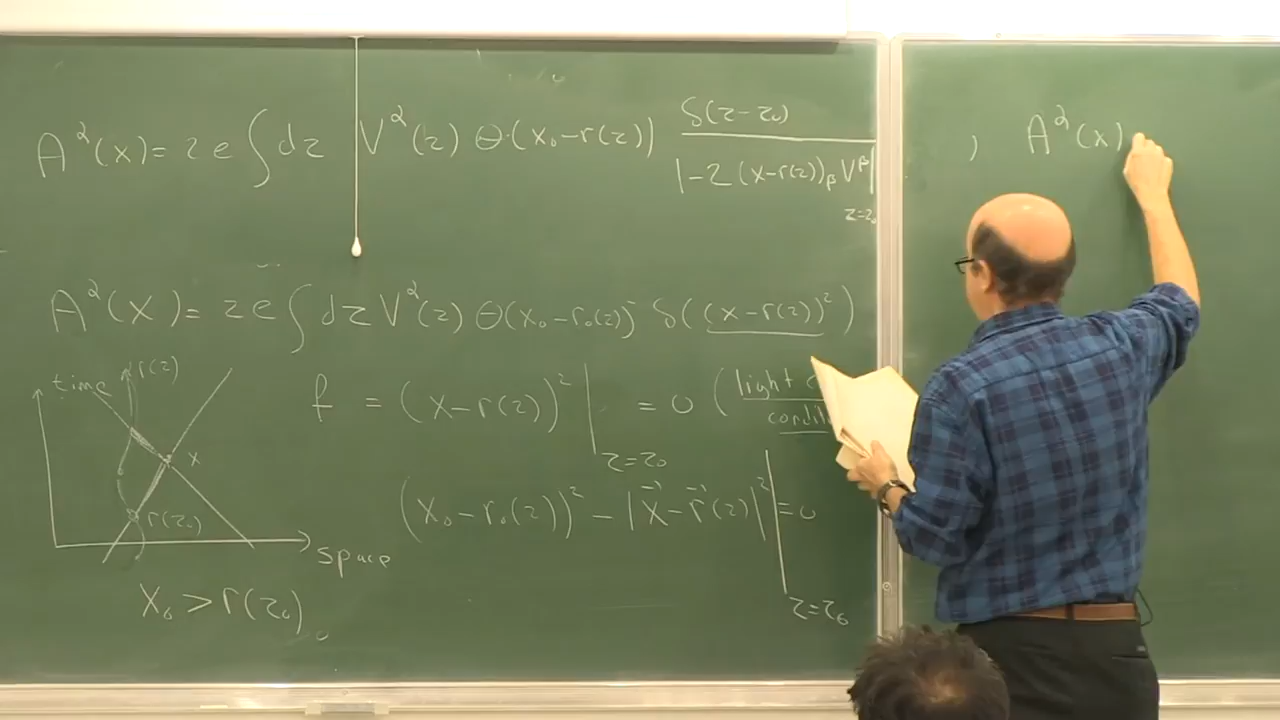 A^α(x) = 2e ∫dτ V^α(τ) Θ(x₀-r(τ)) δ(τ-τ₀) / |-2(x-r(τ))_β V^β|_{τ=τ₀} , A^α(x)
A^α(x) = 2e ∫dτ V^α(τ) Θ(x₀-r₀(τ)) δ((x-r(τ))²)
time r(τ)
f = (x-r(τ))² |_{τ=τ₀} = 0 (light
x
r(τ₀)
(x₀-r₀(τ))² - |x⃗-r⃗(τ)|² |_{τ=τ₀} = 0
space
x₀ > r(τ₀)₀